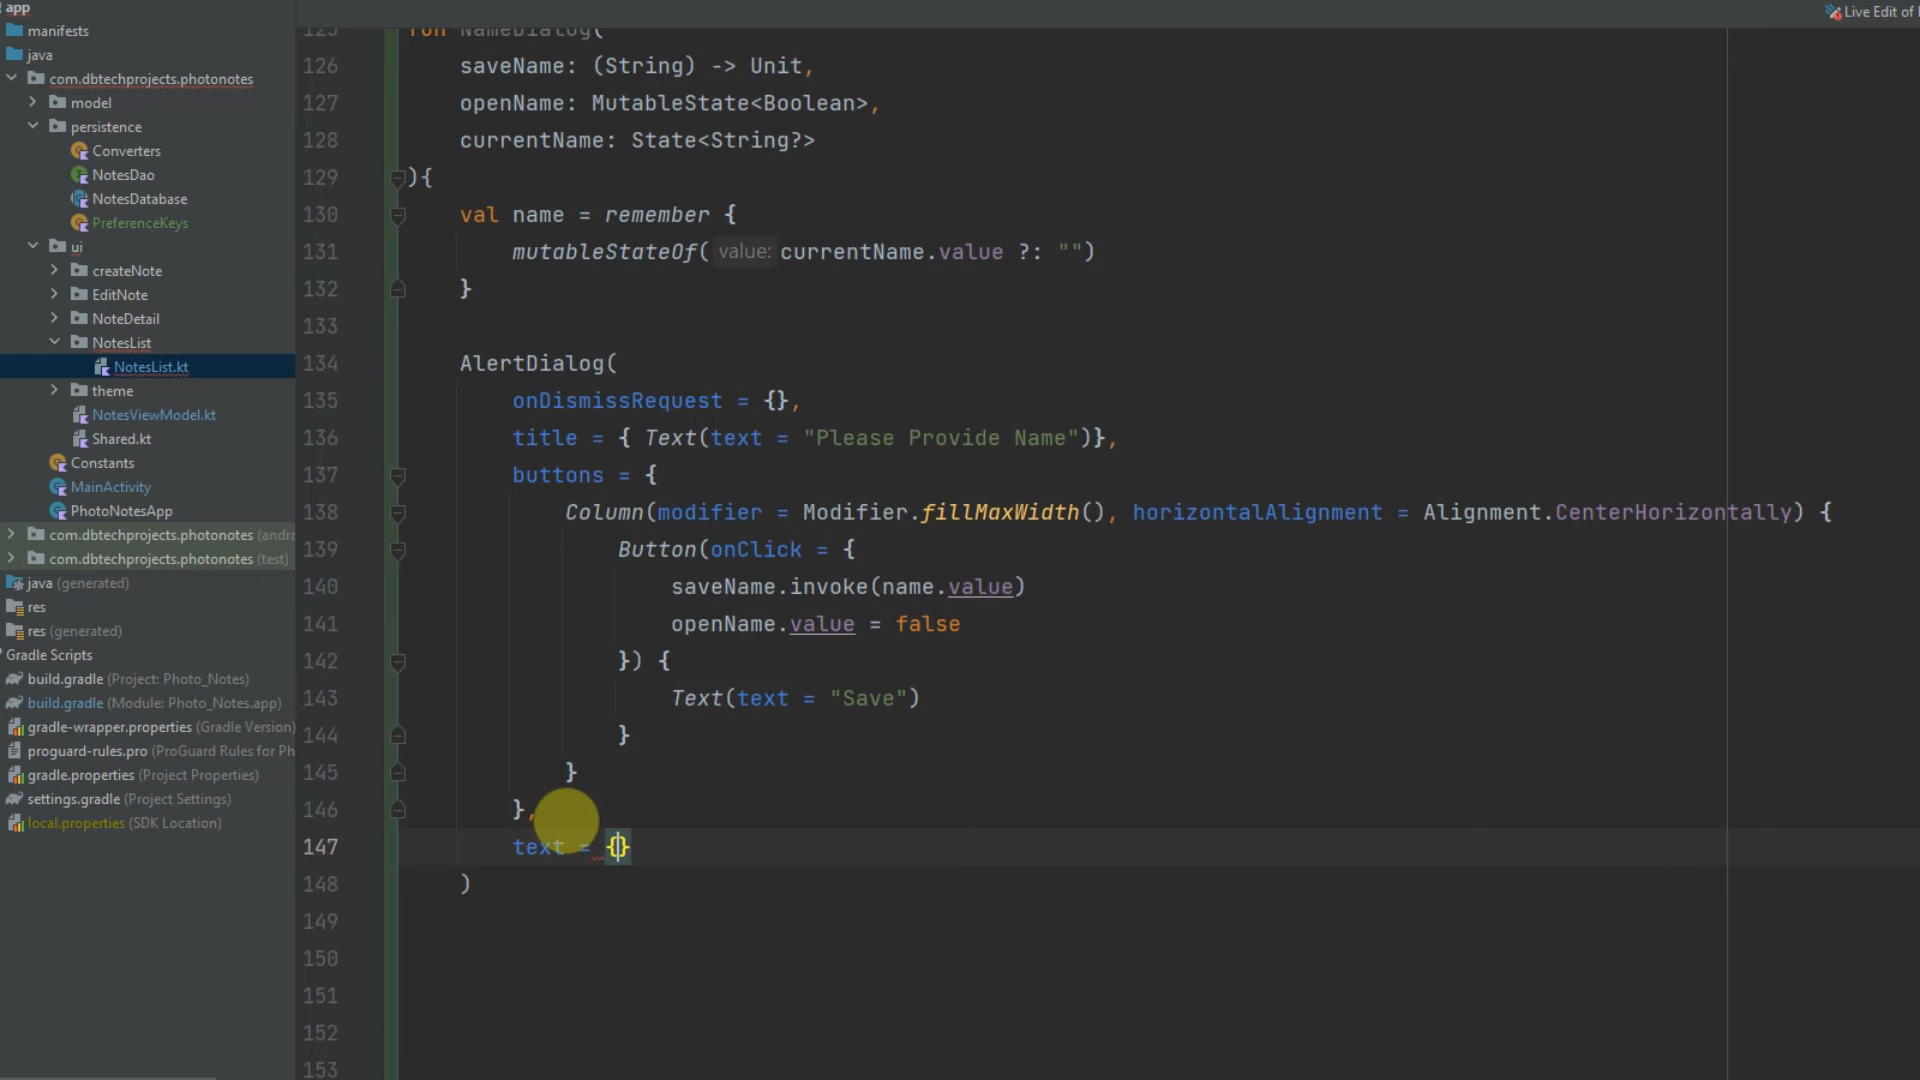 app
Live Edit of
manifests
java
com.dbtechprojects.photonotes
model
persistence
Converters
NotesDao
NotesDatabase
PreferenceKeys
ui
createNote
EditNote
NoteDetail
NotesList
NotesList.kt
theme
NotesViewModel.kt
Shared.kt
Constants
MainActivity
PhotoNotesApp
com.dbtechprojects.photonotes (andro
com.dbtechprojects.photonotes (test)
java (generated)
res
res (generated)
Gradle Scripts
build.gradle (Project: Photo_Notes)
build.gradle (Module: Photo_Notes.app)
gradle-wrapper.properties (Gradle Version)
proguard-rules.pro (ProGuard Rules for Ph
gradle.properties (Project Properties)
settings.gradle (Project Settings)
local.properties (SDK Location)
125 fun NameDialog(
126 saveName: (String) -> Unit,
127 openName: MutableState<Boolean>,
128 currentName: State<String?>
129 ){
130 val name = remember {
131 mutableStateOf( value: currentName.value ?: "")
132 }
133
134 AlertDialog(
135 onDismissRequest = {},
136 title = { Text(text = "Please Provide Name")},
137 buttons = {
138 Column(modifier = Modifier.fillMaxWidth(), horizontalAlignment = Alignment.CenterHorizontally) {
139 Button(onClick = {
140 saveName.invoke(name.value)
141 openName.value = false
142 }) {
143 Text(text = "Save")
144 }
145 }
146 },
147 text = {}
148 )
149
150
151
152
153